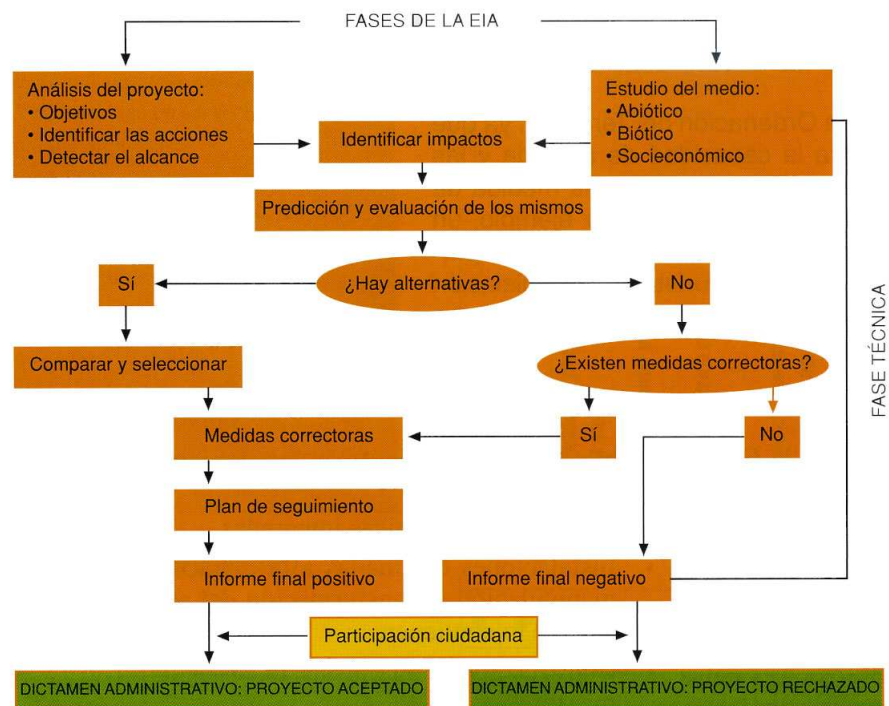 FASES DE LA EIA
Análisis del proyecto:
• Objetivos
• Identificar las acciones
• Detectar el alcance
Estudio del medio:
• Abiótico
• Biótico
• Socieconómico
Identificar impactos
Predicción y evaluación de los mismos
¿Hay alternativas?
Sí
No
Comparar y seleccionar
¿Existen medidas correctoras?
Medidas correctoras
Sí
No
Plan de seguimiento
Informe final positivo
Informe final negativo
FASE TÉCNICA
Participación ciudadana
DICTAMEN ADMINISTRATIVO: PROYECTO ACEPTADO
DICTAMEN ADMINISTRATIVO: PROYECTO RECHAZADO